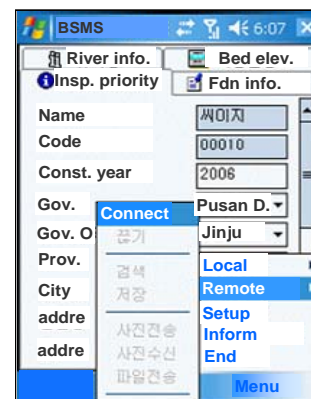 BSMS 6:07
River info. Bed elev.
Insp. priority Fdn info.
Name 싸이지
Code 00010
Const. year 2006
Gov. Pusan D.
Gov. O Jinju
Prov.
City
addre
addre
Connect
끊기
검색
저장
사진전송
사진수신
파일전송
Local
Remote
Setup
Inform
End
Menu